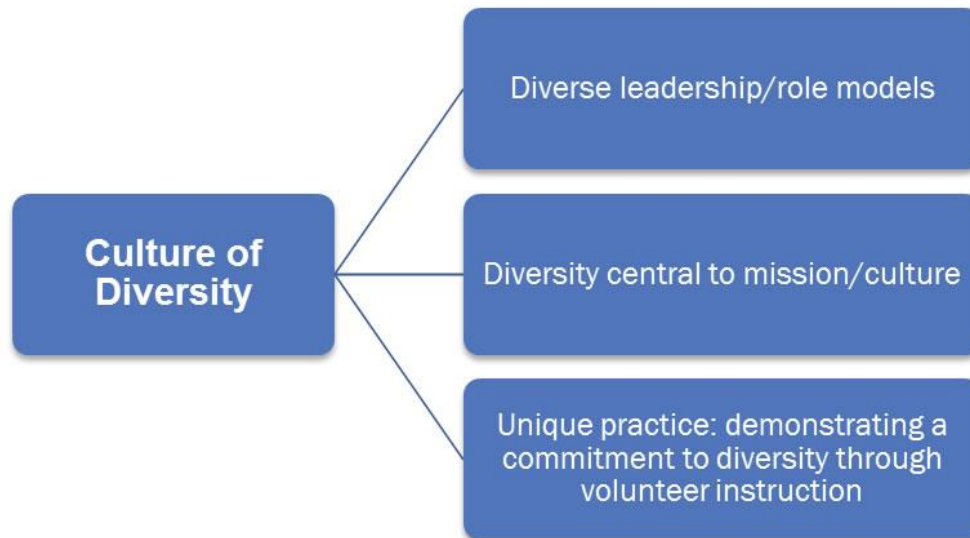 Diverse leadership/role models
Culture of
Diversity
Diversity central to mission/culture
Unique practice: demonstrating a
commitment to diversity through
volunteer instruction